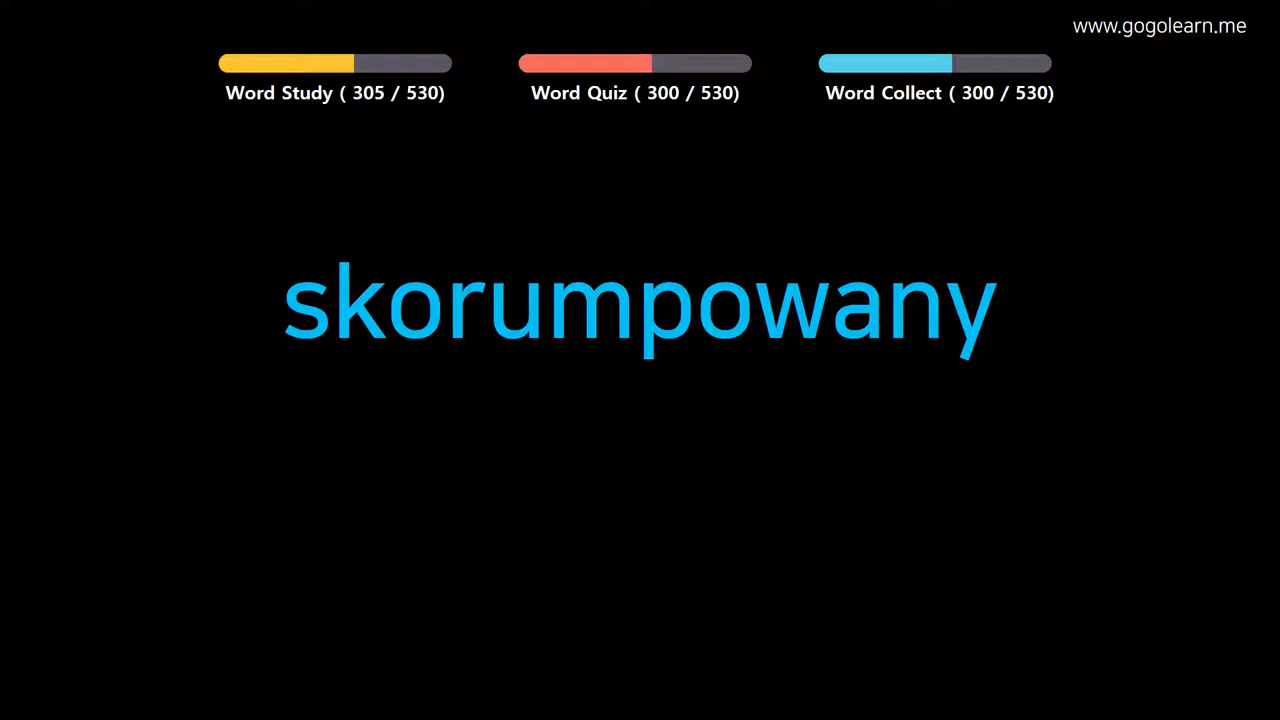 www.gogolearn.me
Word Study ( 305 / 530)
Word Quiz ( 300 / 530)
Word Collect ( 300 / 530)
skorumpowany